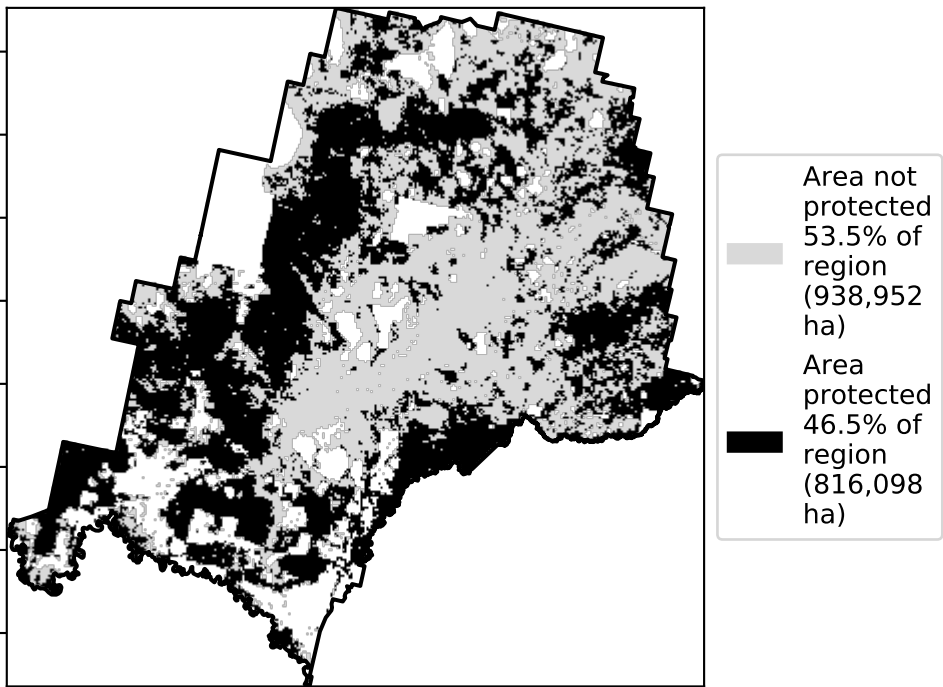 Area not
protected
53.5% of
region
(938,952
ha)
Area
protected
46.5% of
region
(816,098
ha)